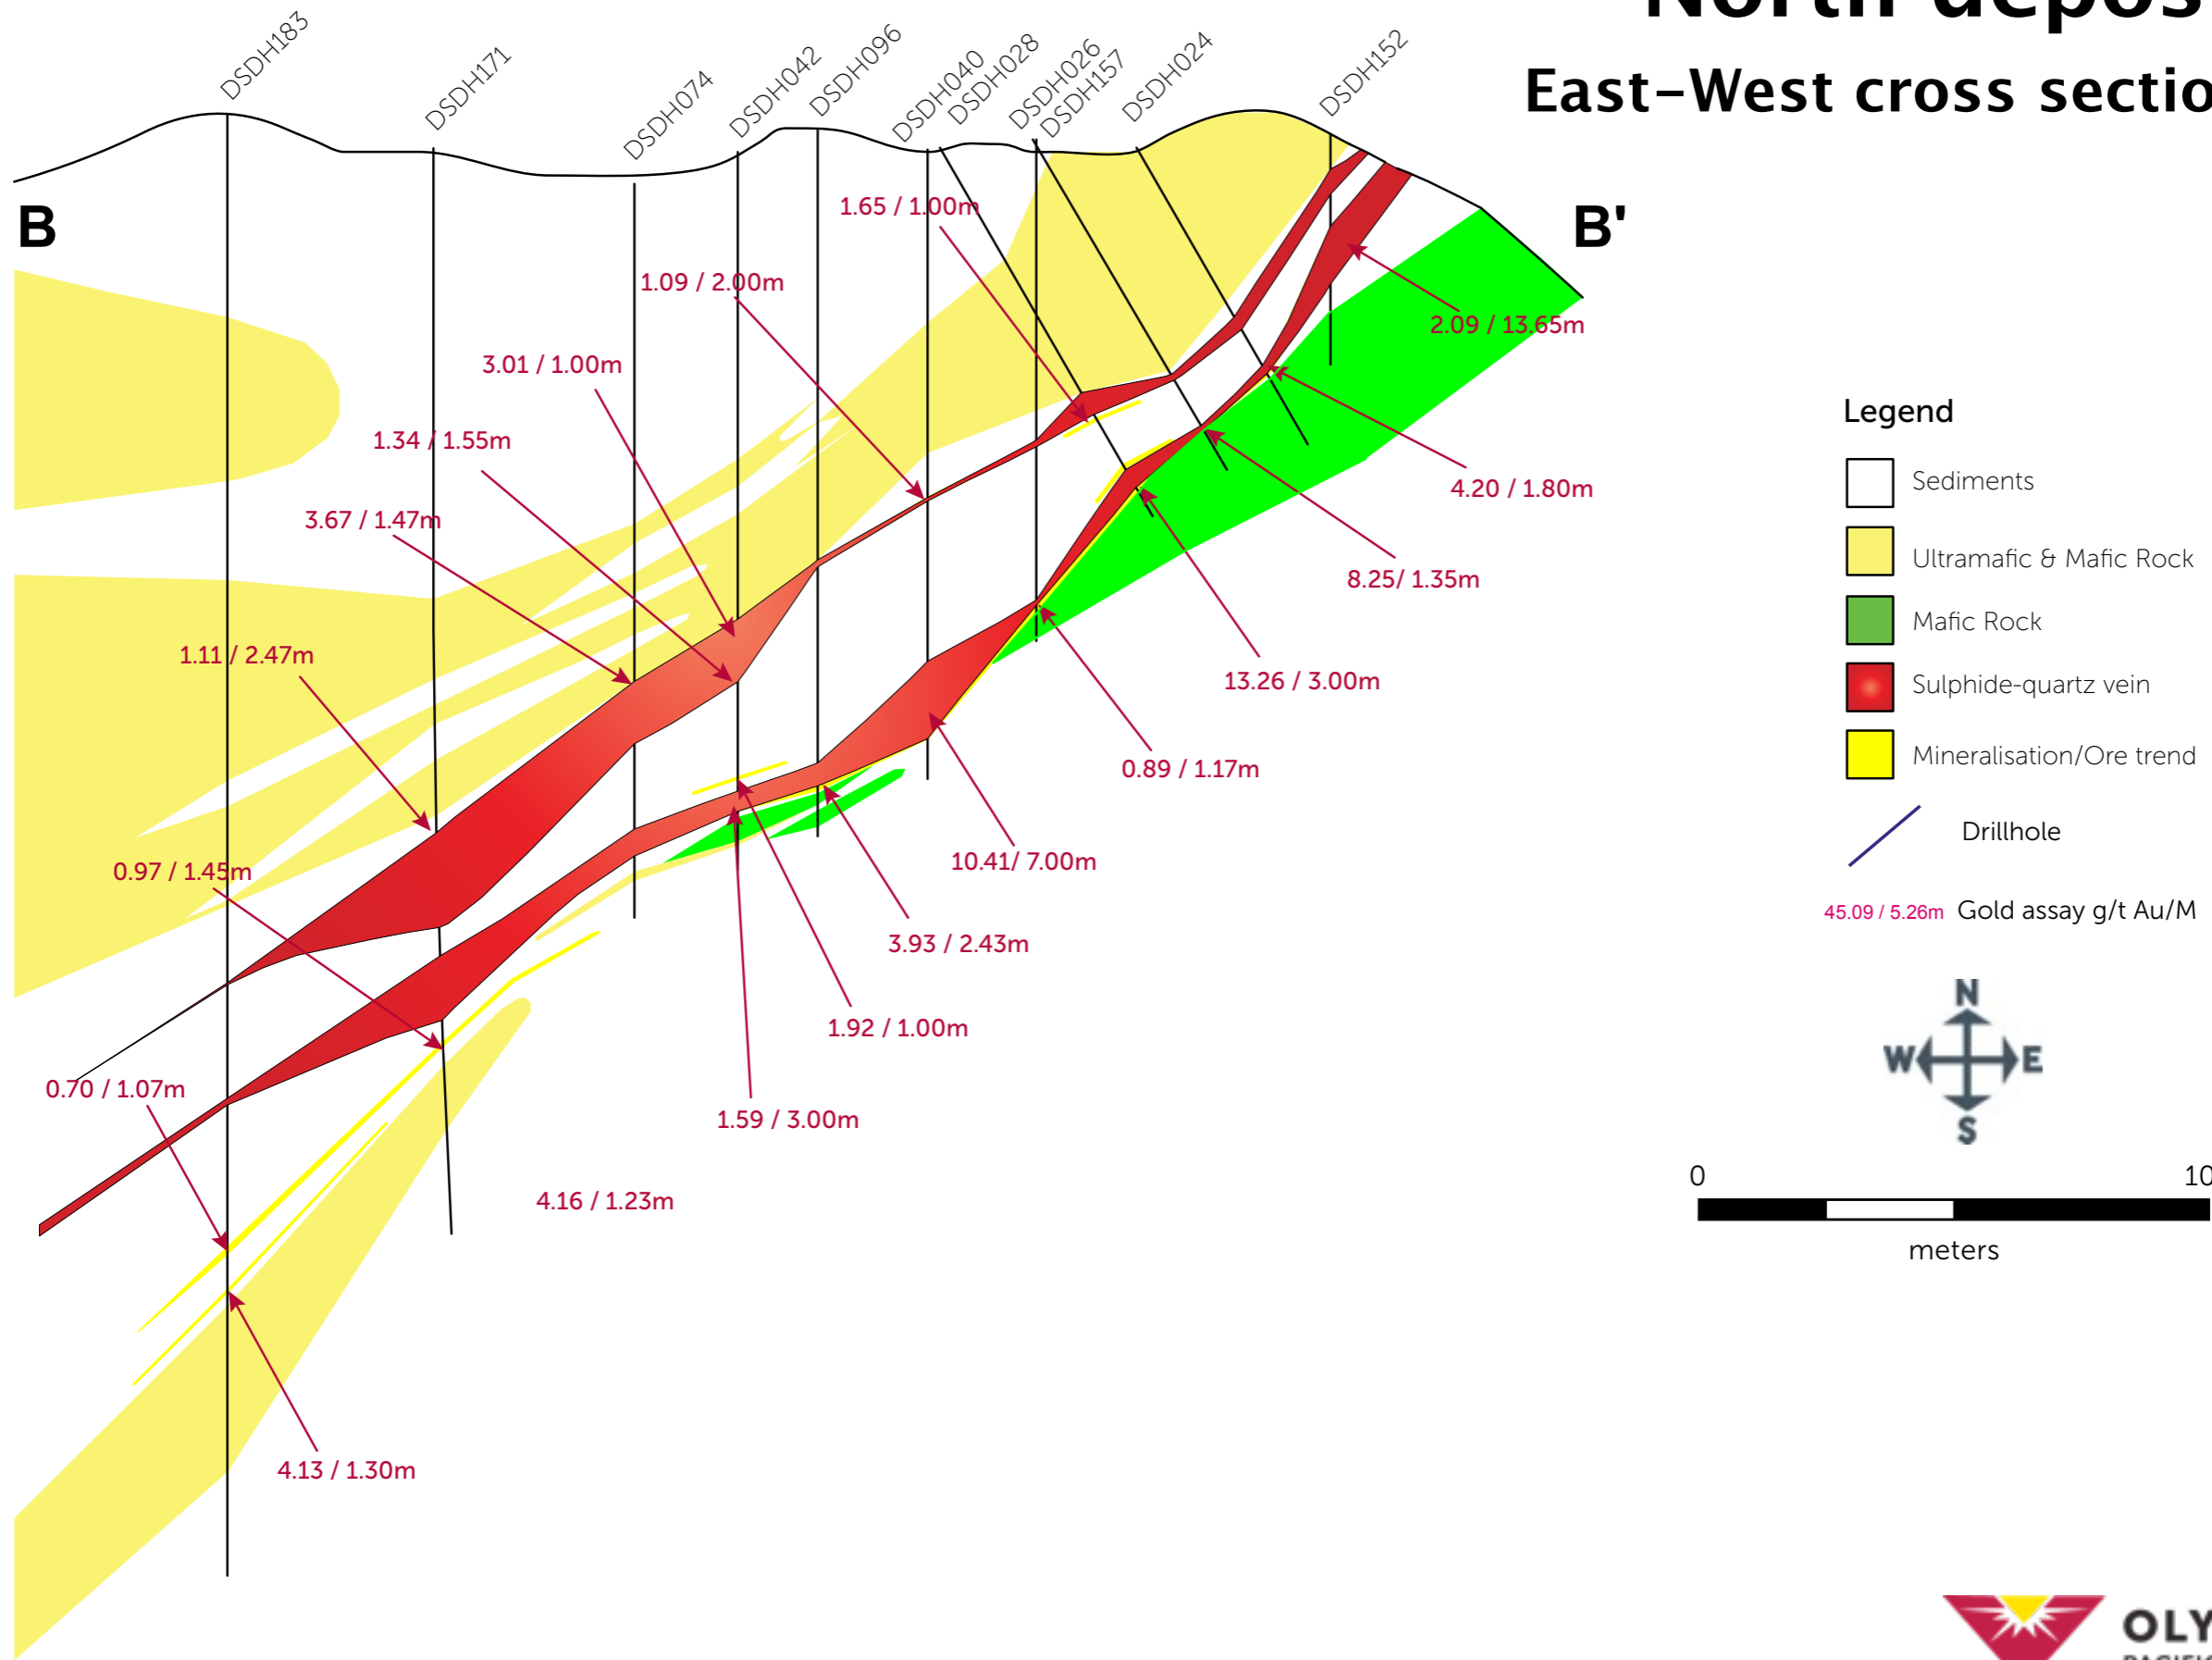 North depos
East-West cross sectio
DSDH183
DSDH171
DSDH074
DSDH042
DSDH096
DSDH040
DSDH028
DSDH026
DSDH157
DSDH024
DSDH152
B
B'
1.65 / 1.00m
1.09 / 2.00m
2.09 / 13.65m
3.01 / 1.00m
1.34 / 1.55m
4.20 / 1.80m
3.67 / 1.47m
8.25/ 1.35m
1.11 / 2.47m
13.26 / 3.00m
0.89 / 1.17m
10.41/ 7.00m
0.97 / 1.45m
3.93 / 2.43m
1.92 / 1.00m
0.70 / 1.07m
1.59 / 3.00m
4.16 / 1.23m
4.13 / 1.30m
Legend
Sediments
Ultramafic & Mafic Rock
Mafic Rock
Sulphide-quartz vein
Mineralisation/Ore trend
Drillhole
45.09 / 5.26m Gold assay g/t Au/M
N
W E
S
0 10
meters
OLY